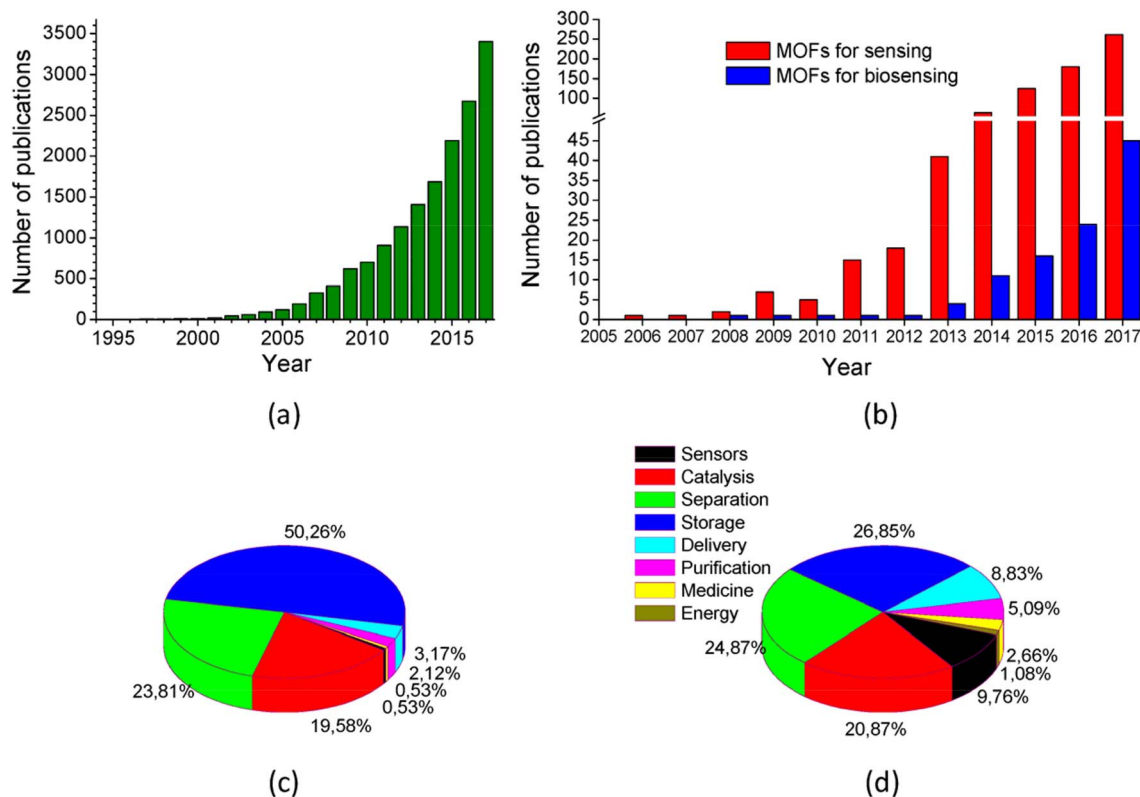 Number of publications
3500
3000
2500
2000
1500
1000
500
0
1995
2000
2005
2010
2015
Year
(a)
Number of publications
300
250
200
150
100
45
40
35
30
25
20
15
10
5
0
MOFs for sensing
MOFs for biosensing
2005 2006 2007 2008 2009 2010 2011 2012 2013 2014 2015 2016 2017
Year
(b)
50,26%
23,81%
19,58%
3,17%
2,12%
0,53%
0,53%
(c)
Sensors
Catalysis
Separation
Storage
Delivery
Purification
Medicine
Energy
26,85%
8,83%
5,09%
24,87%
2,66%
1,08%
9,76%
20,87%
(d)